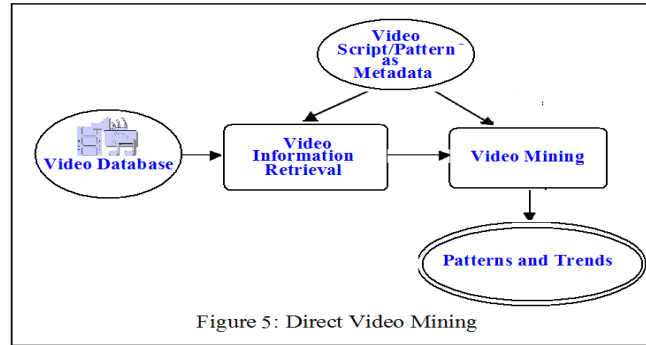 Video
Script/Pattern
as
Metadata
Video Database
Video
Information
Retrieval
Video Mining
Patterns and Trends
Figure 5: Direct Video Mining